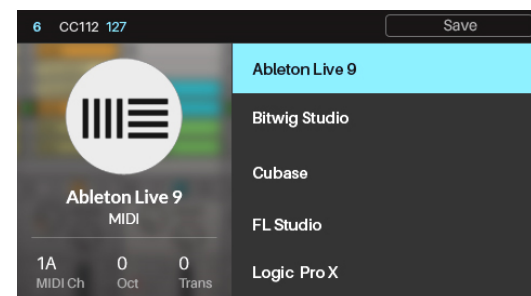 6 CC112 127 Save
Ableton Live 9
MIDI
1A 0 0
MIDI Ch Oct Trans
Ableton Live 9
Bitwig Studio
Cubase
FL Studio
Logic Pro X